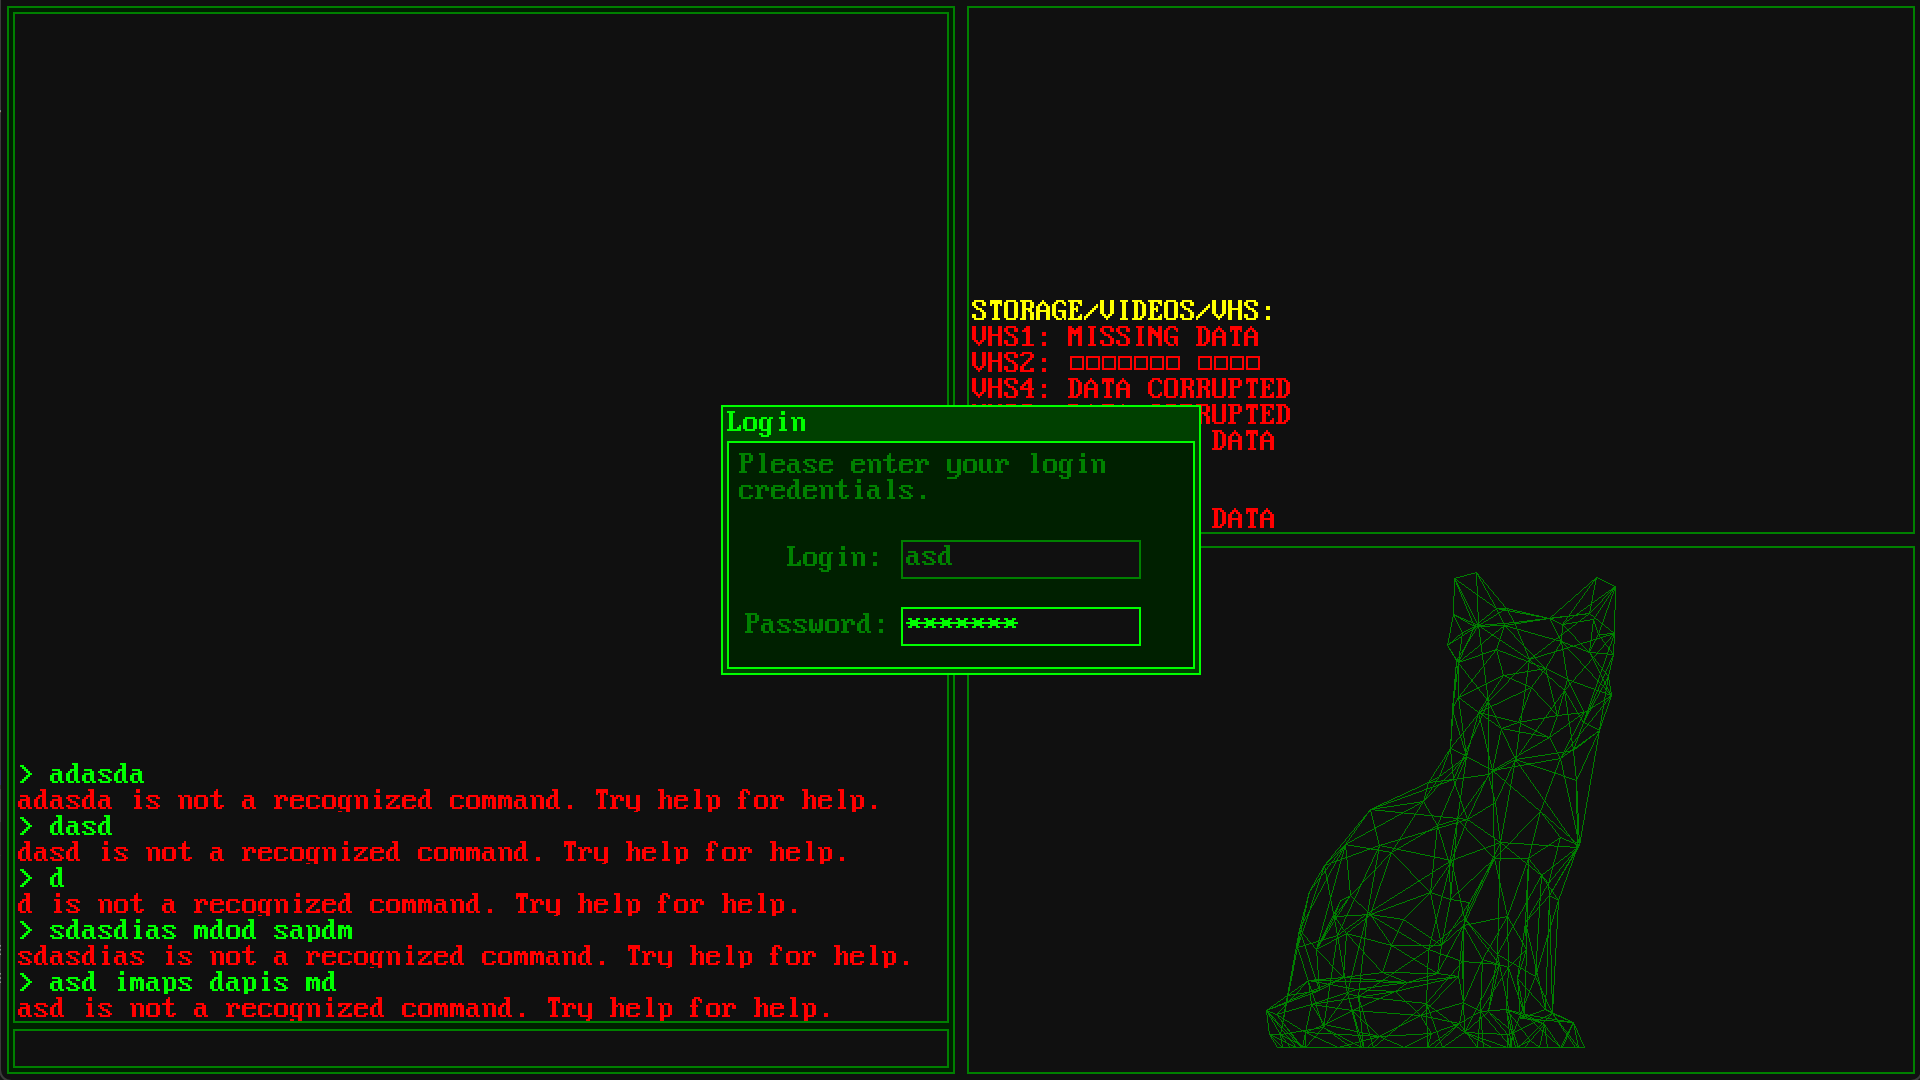 STORAGE/VIDEOS/VHS:
VHS1: MISSING DATA
VHS2: □□□□□□□ □□□□
VHS4: DATA CORRUPTED
RUPTED
DATA
DATA
Login
Please enter your login
credentials.
Login: asd
Password: *******
> adasda
adasda is not a recognized command. Try help for help.
> dasd
dasd is not a recognized command. Try help for help.
> d
d is not a recognized command. Try help for help.
> sdasdias mdod sapdm
sdasdias is not a recognized command. Try help for help.
> asd imaps dapis md
asd is not a recognized command. Try help for help.